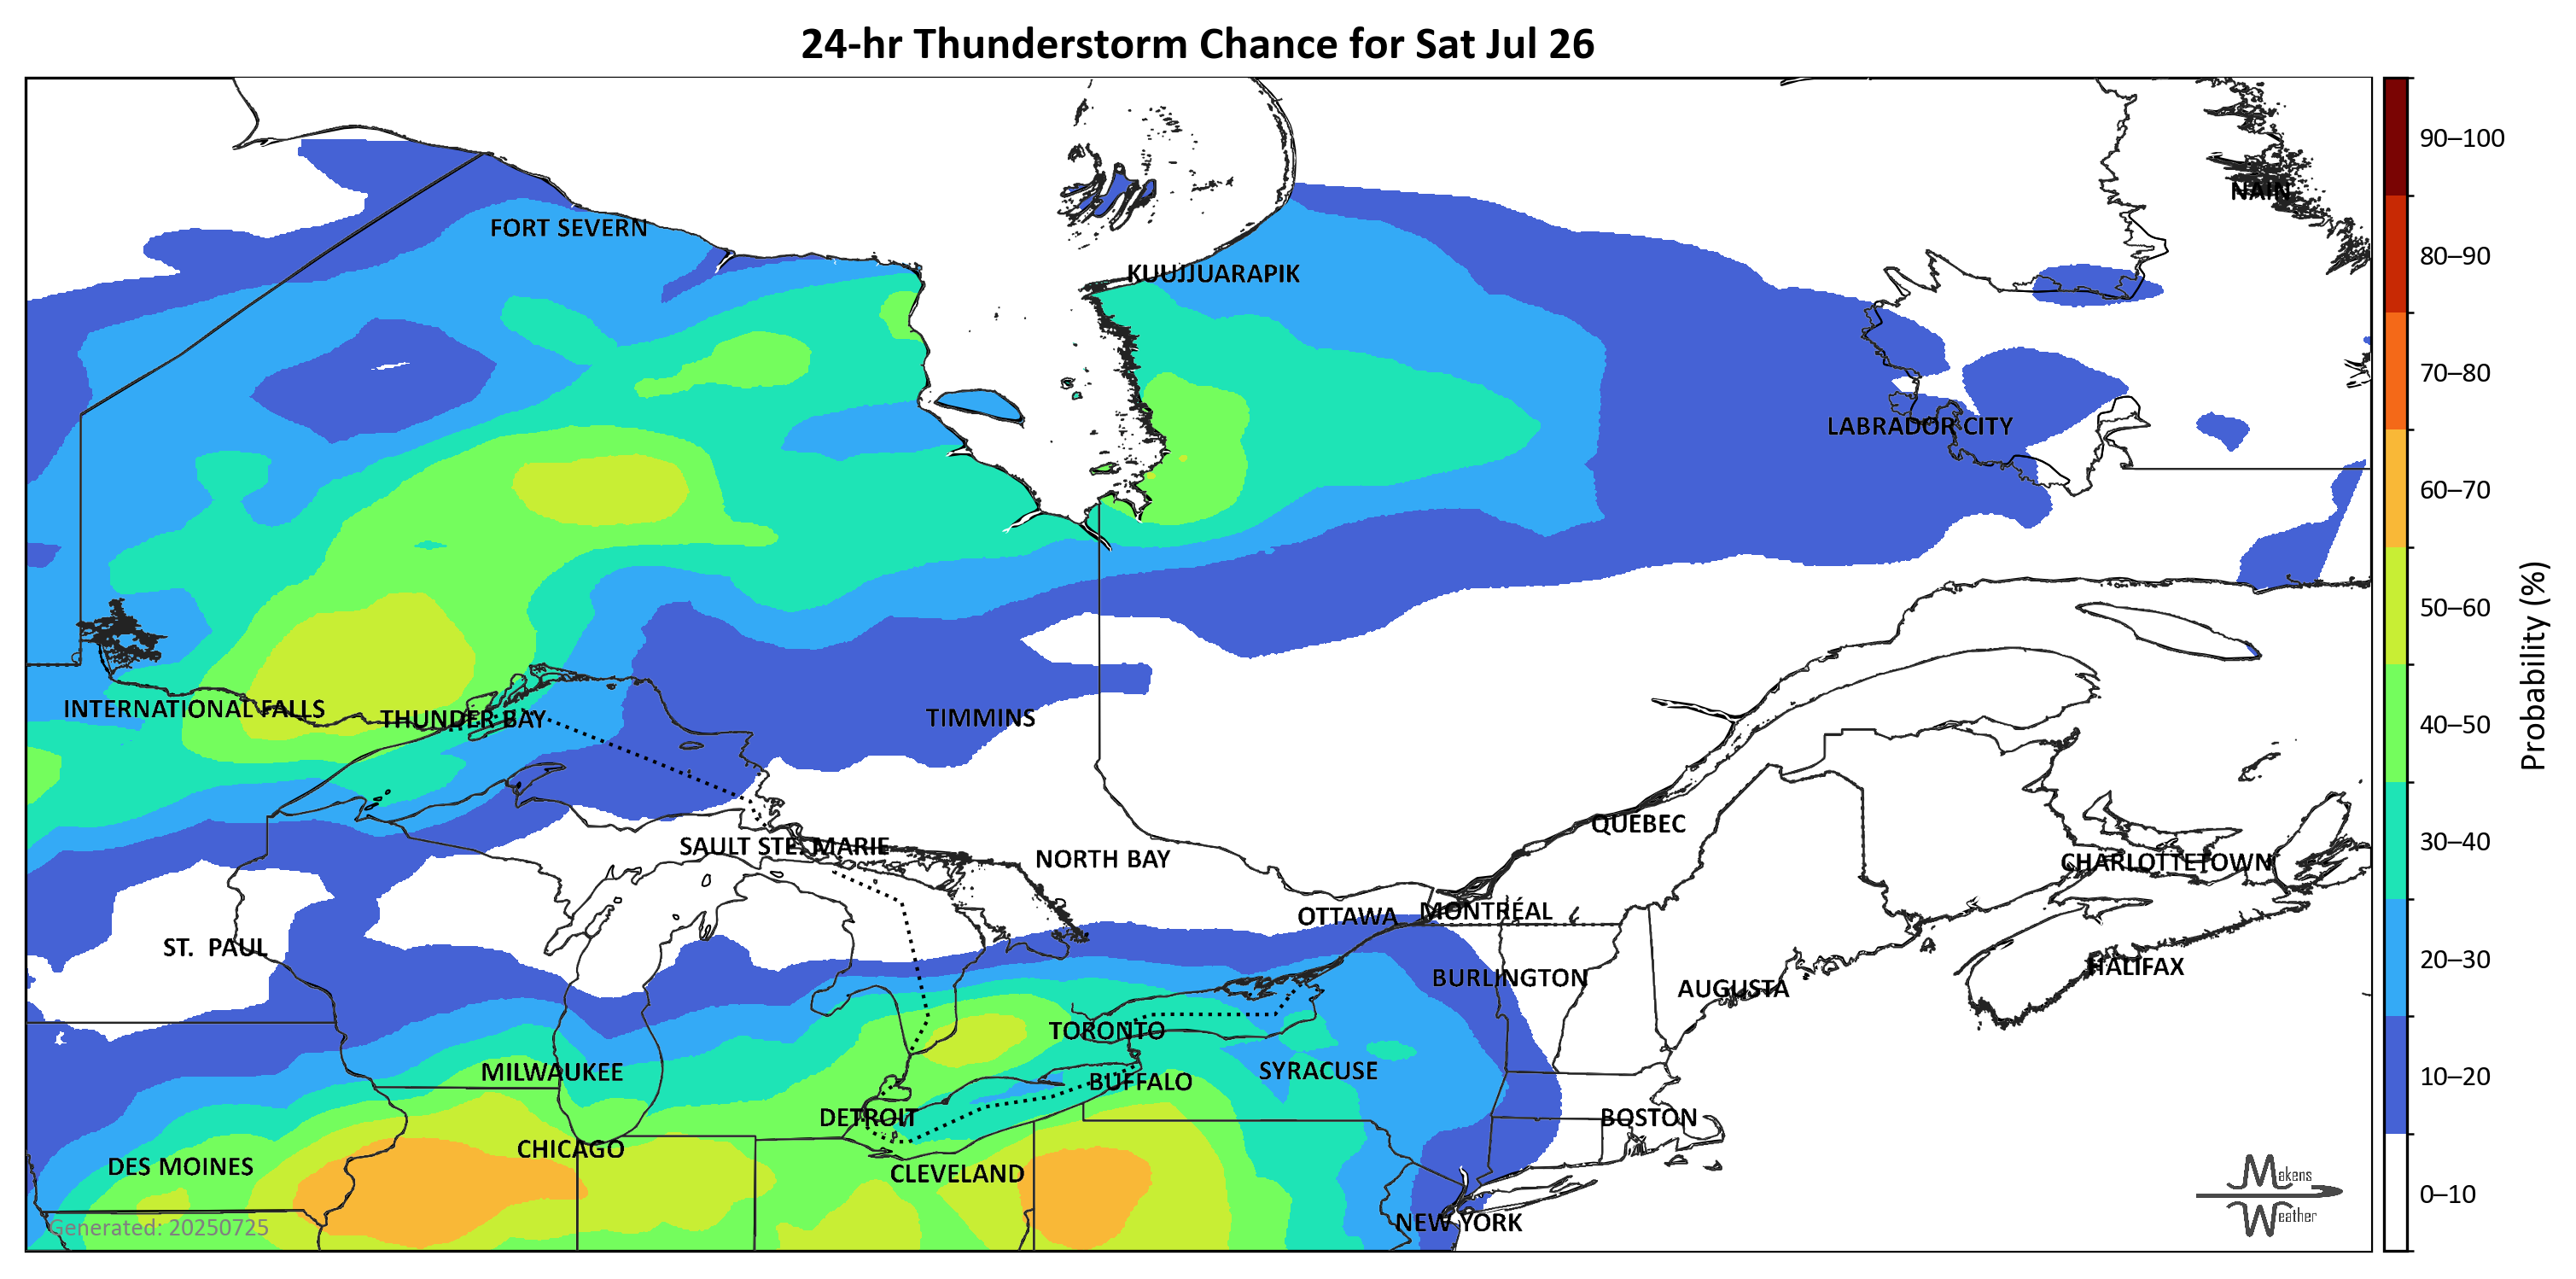 24-hr Thunderstorm Chance for Sat Jul 26
90–100
NAIN
FORT SEVERN
80–90
KUUJJUARAPIK
70–80
LABRADOR CITY
60–70
50–60
Probability (%)
INTERNATIONAL FALLS
THUNDER BAY
TIMMINS
40–50
QUEBEC
SAULT STE. MARIE
30–40
NORTH BAY
CHARLOTTETOWN
OTTAWA
MONTRÉAL
ST. PAUL
20–30
HALIFAX
BURLINGTON
AUGUSTA
TORONTO
MILWAUKEE
SYRACUSE
10–20
BUFFALO
DETROIT
BOSTON
CHICAGO
DES MOINES
CLEVELAND
Makens
Weather
0–10
NEW YORK
Generated: 20250725